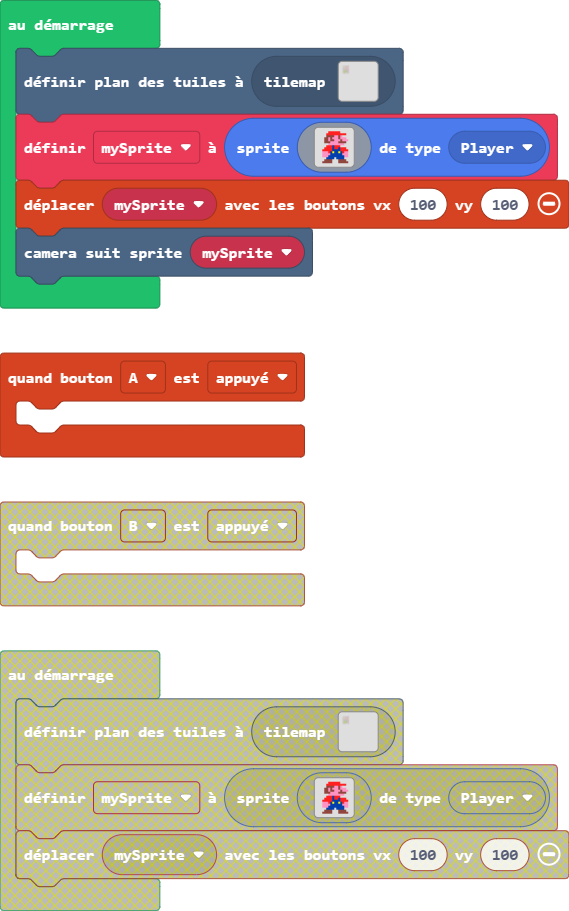 au démarrage
définir plan des tuiles à tilemap
définir mySprite à sprite de type Player
déplacer mySprite avec les boutons vx 100 vy 100
camera suit sprite mySprite
quand bouton A est appuyé
quand bouton B est appuyé
au démarrage
définir plan des tuiles à tilemap
définir mySprite à sprite de type Player
déplacer mySprite avec les boutons vx 100 vy 100